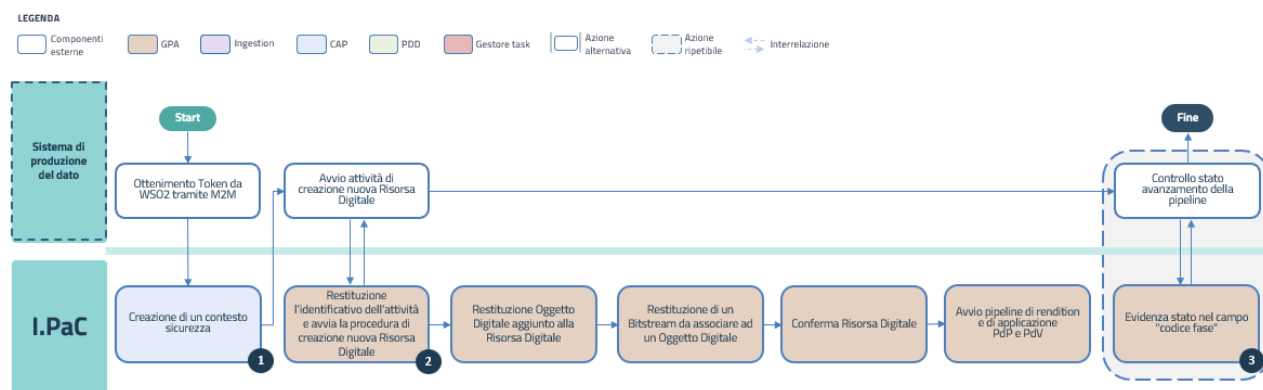 LEGENDA
Componenti
esterne
GPA
Ingestion
CAP
PDD
Gestore task
Azione
alternativa
Azione
ripetibile
Interrelazione
Sistema di
produzione
del dato
Start
Fine
Ottenimento Token da
WSO2 tramite M2M
Avvio attività di
creazione nuova Risorsa
Digitale
Controllo stato
avanzamento della
pipeline
I.PaC
Creazione di un contesto
sicurezza
1
Restituzione
l'identificativo dell'attività
e avvia la procedura di
creazione nuova Risorsa
Digitale
2
Restituzione Oggetto
Digitale aggiunto alla
Risorsa Digitale
Restituzione di un
Bitstream da associare ad
un Oggetto Digitale
Conferma Risorsa Digitale
Avvio pipeline di rendition
e di applicazione
PdP e PdV
Evidenza stato nel campo
"codice fase"
3